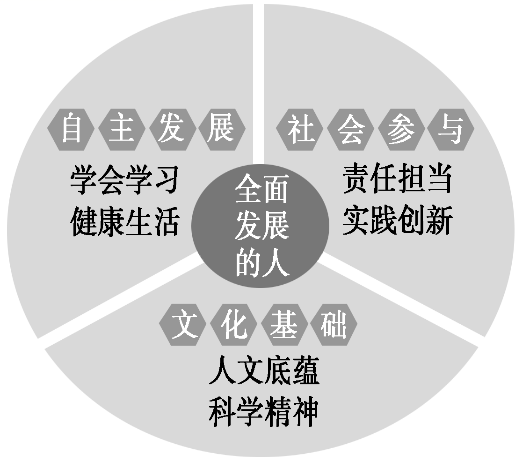 自主发展
学会学习
健康生活
社会参与
责任担当
实践创新
全面
发展
的人
文化基础
人文底蕴
科学精神